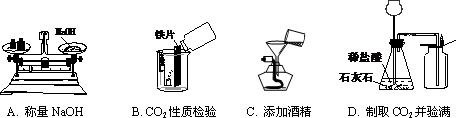 NaOH
铁片
稀盐酸
石灰石
A. 称量 NaOH
B. CO₂性质检验
C. 添加酒精
D. 制取 CO₂并验满